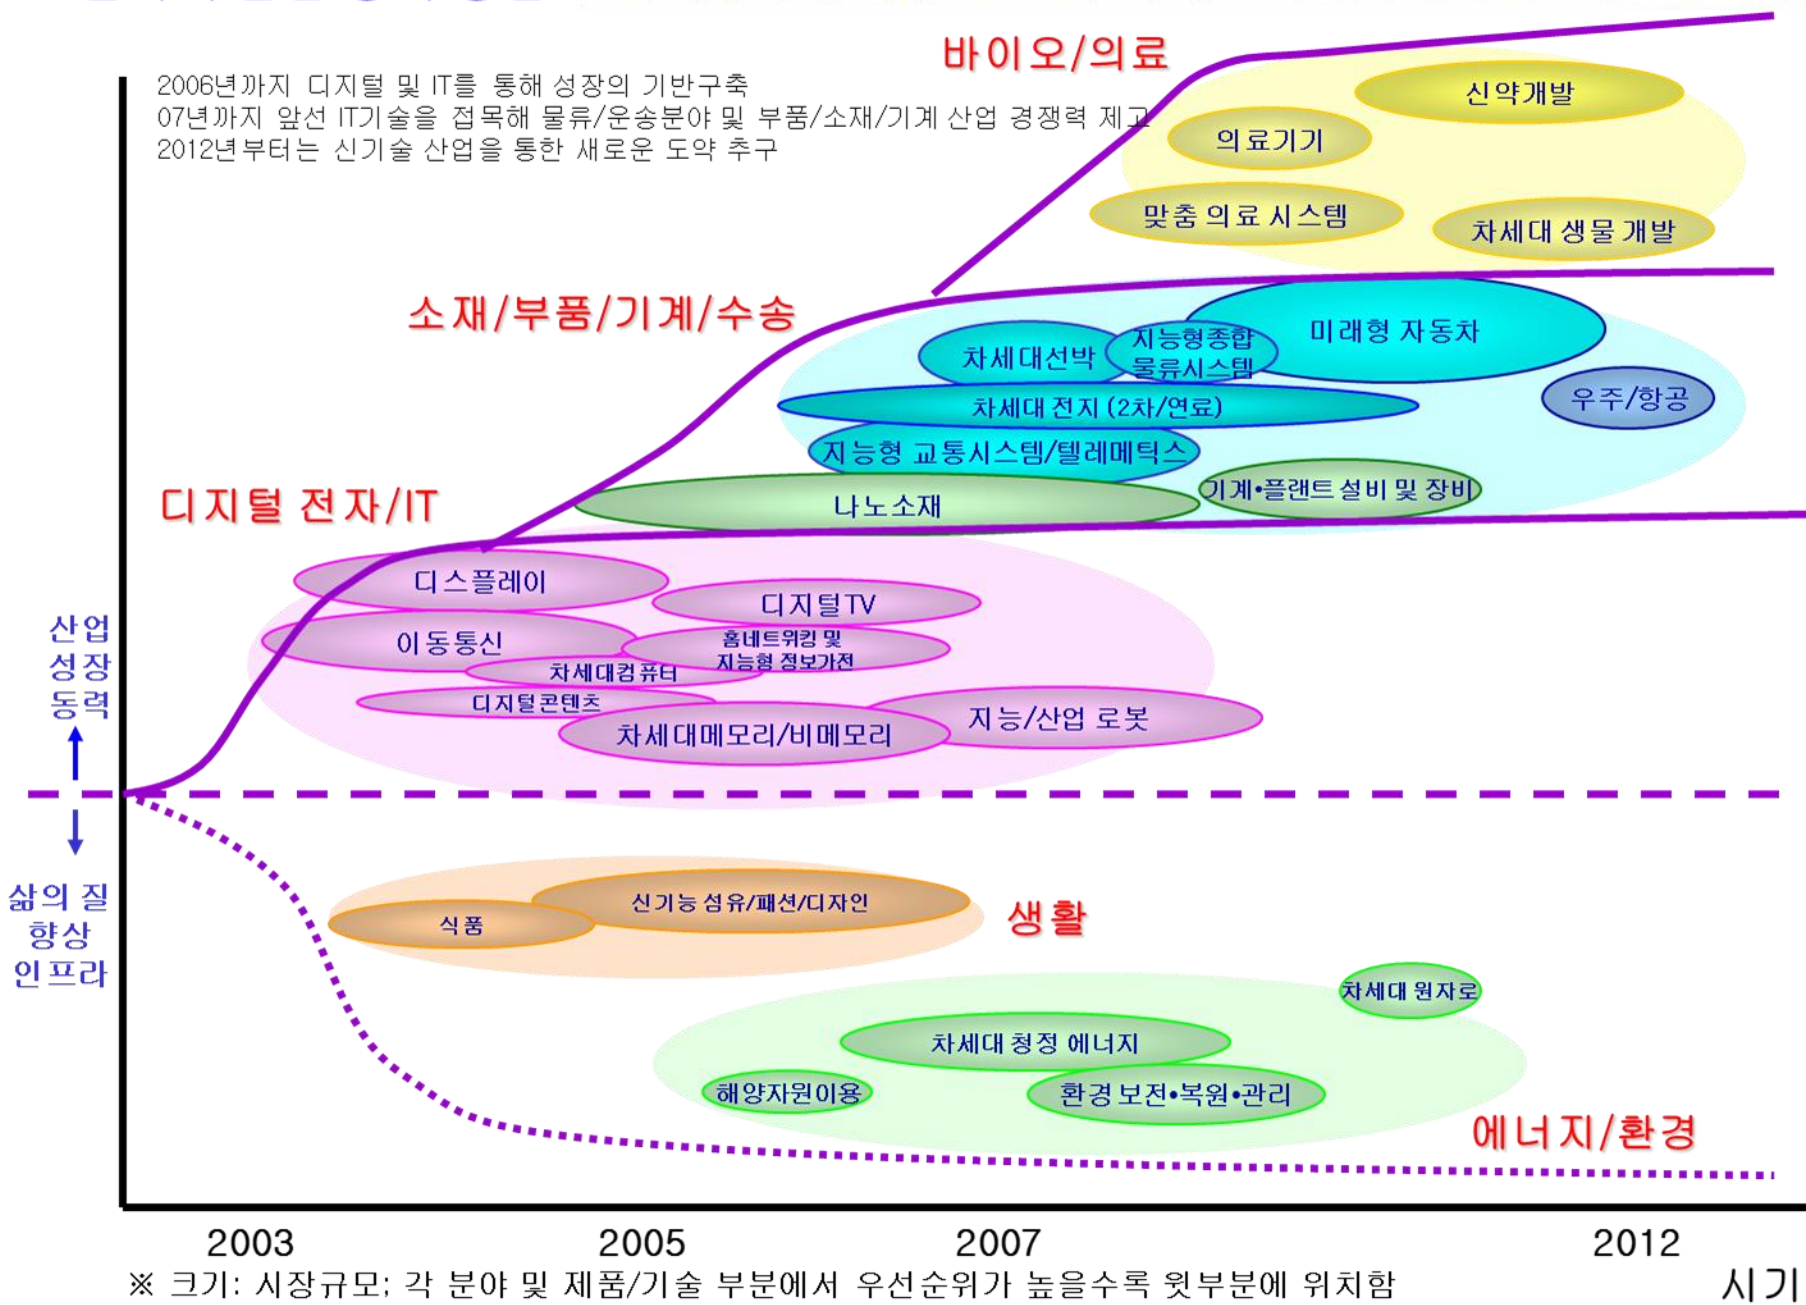 바이오/의료
2006년까지 디지털 및 IT를 통해 성장의 기반구축
07년까지 앞선 IT기술을 접목해 물류/운송분야 및 부품/소재/기계 산업 경쟁력 제고
2012년부터는 신기술 산업을 통한 새로운 도약 추구
신약개발
의료기기
맞춤 의료 시스템
차세대 생물 개발
소재/부품/기계/수송
미래형 자동차
차세대선박
지능형종합
물류시스템
우주/항공
차세대 전지 (2차/연료)
지능형 교통시스템/텔레메틱스
기계•플랜트 설비 및 장비
나노소재
디지털 전자/IT
디스플레이
디지털TV
이동통신
홈네트위킹 및
지능형 정보가전
차세대컴퓨터
디지털콘텐츠
지능/산업 로봇
차세대메모리/비메모리
산업
성장
동력
삶의 질
향상
인프라
신기능 섬유/패션/디자인
식품
생활
차세대 원자로
차세대 청정 에너지
해양자원이용
환경 보전•복원•관리
에너지/환경
2003
2005
2007
2012
※ 크기: 시장규모; 각 분야 및 제품/기술 부분에서 우선순위가 높을수록 윗부분에 위치함
시기